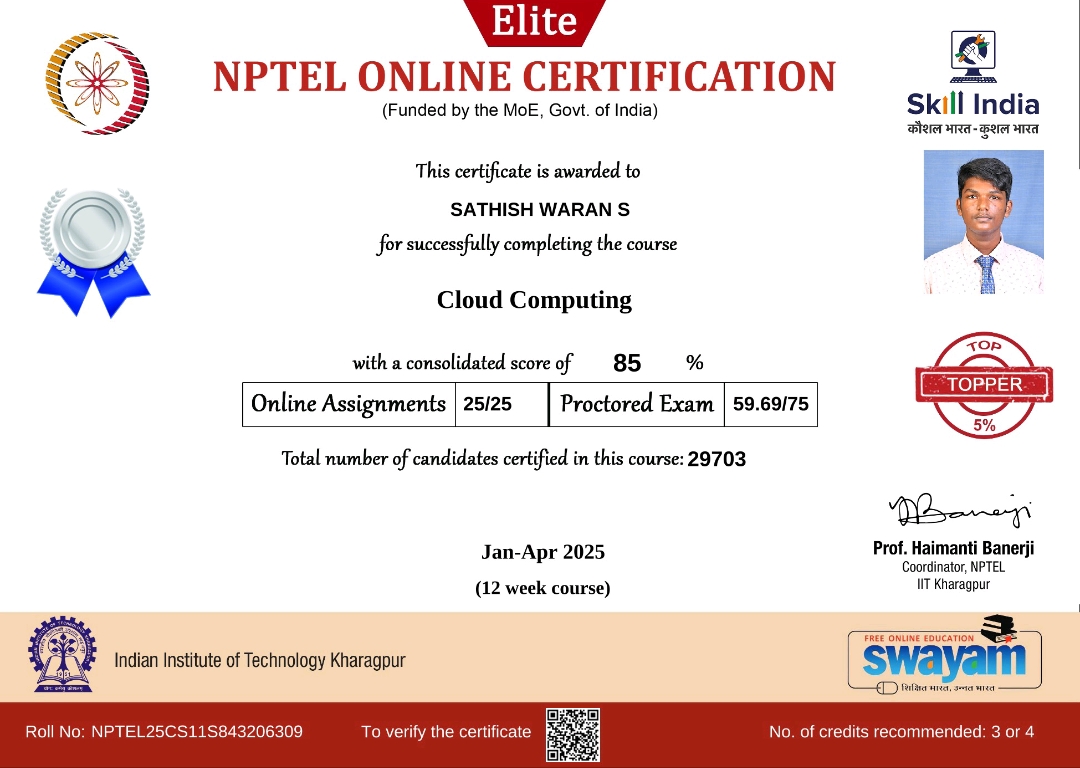 Elite
NPTEL ONLINE CERTIFICATION
(Funded by the MoE, Govt. of India)
Skill India
कौशल भारत - कुशल भारत
This certificate is awarded to
SATHISH WARAN S
for successfully completing the course
Cloud Computing
with a consolidated score of 85 %
Online Assignments 25/25 Proctored Exam 59.69/75
TOP
TOPPER
5%
Total number of candidates certified in this course: 29703
Jan-Apr 2025
(12 week course)
Prof. Haimanti Banerji
Coordinator, NPTEL
IIT Kharagpur
Indian Institute of Technology Kharagpur
FREE ONLINE EDUCATION
swayam
शिक्षित भारत, उन्नत भारत
Roll No: NPTEL25CS11S843206309 To verify the certificate No. of credits recommended: 3 or 4